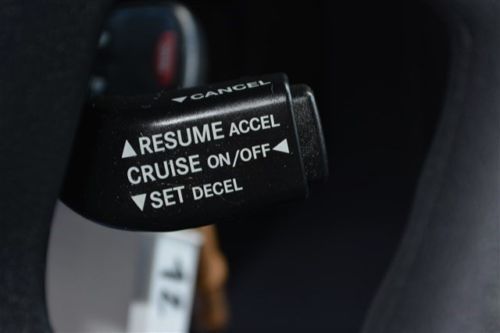 ▼CANCEL
▲RESUME ACCEL
CRUISE ON/OFF◀
▼SET DECEL